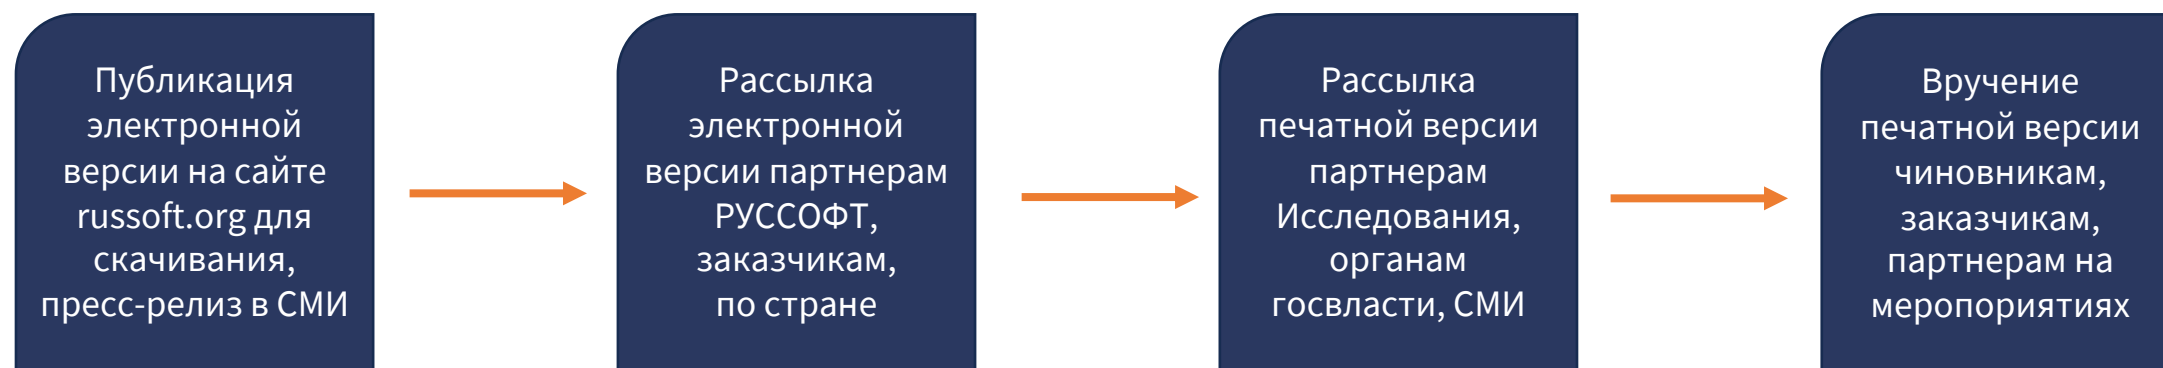 Публикация
электронной
версии на сайте
russoft.org для
скачивания,
пресс-релиз в СМИ
Рассылка
электронной
версии партнерам
РУССОФТ,
заказчикам,
по стране
Рассылка
печатной версии
партнерам
Исследования,
органам
госвласти, СМИ
Вручение
печатной версии
чиновникам,
заказчикам,
партнерам на
меропориятиях